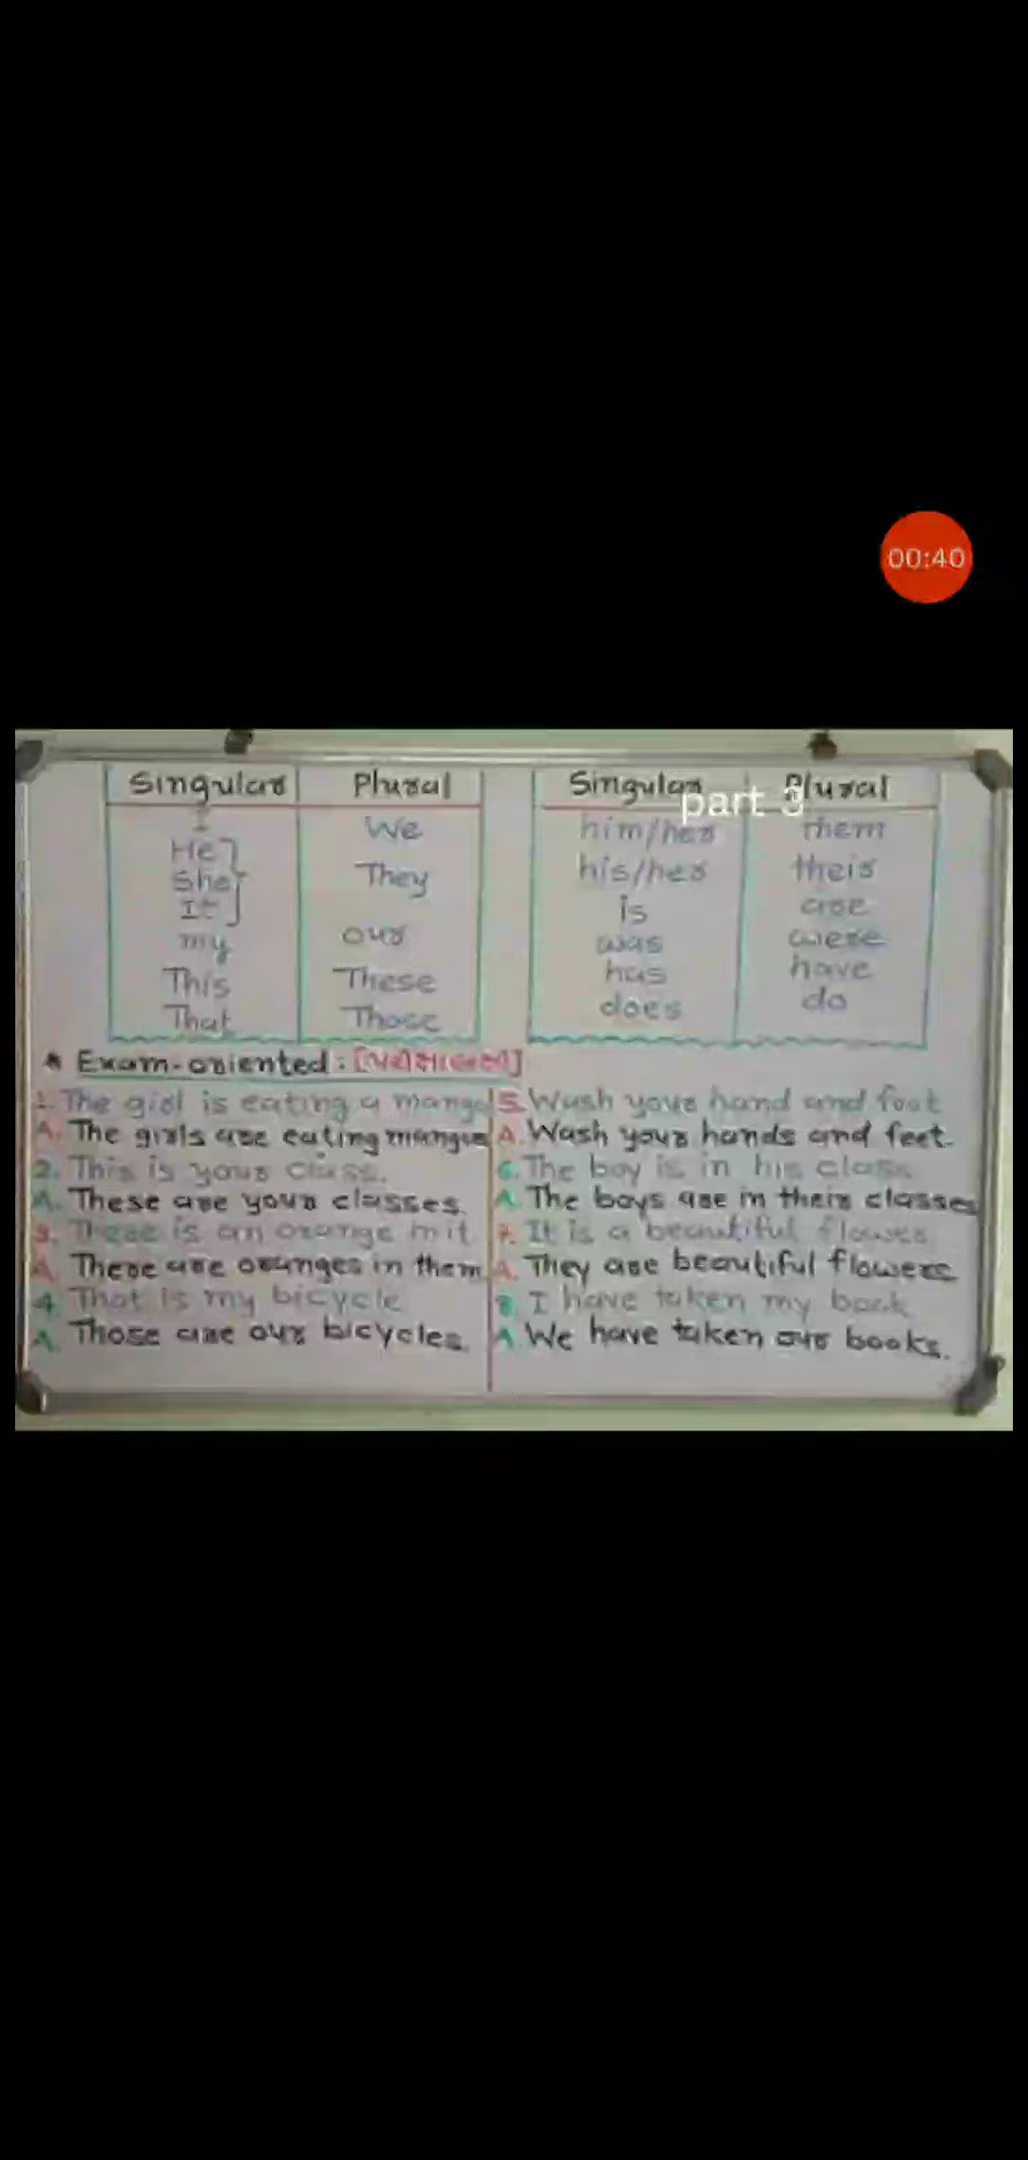 00:40
part 3
Singular Plural
I We
He
She They
It
my our
This These
That Those
Singular Plural
him/her them
his/her their
is are
was were
has have
does do
* Exam-oriented:
1. The girl is eating a mango
A. The girls are eating mangoes
2. This is your class.
A. These are your classes.
3. There is an orange in it
A. There are oranges in them
4. That is my bicycle
A. Those are our bicycles.
5. Wash your hand and foot
A. Wash your hands and feet.
6. The boy is in his class
A. The boys are in their classes
7. It is a beautiful flower
A. They are beautiful flowers
8. I have taken my book
A. We have taken our books.